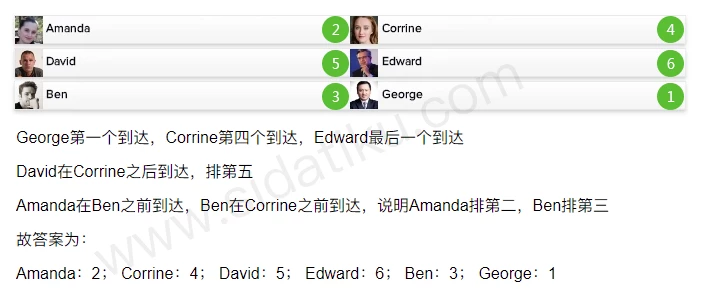 Amanda 2 Corrine 4
David 5 Edward 6
Ben 3 George 1
George第一个到达，Corrine第四个到达，Edward最后一个到达
David在Corrine之后到达，排第五
Amanda在Ben之前到达，Ben在Corrine之前到达，说明Amanda排第二，Ben排第三
故答案为：
Amanda：2； Corrine：4； David：5； Edward：6； Ben：3； George：1
www.sidatiku.com